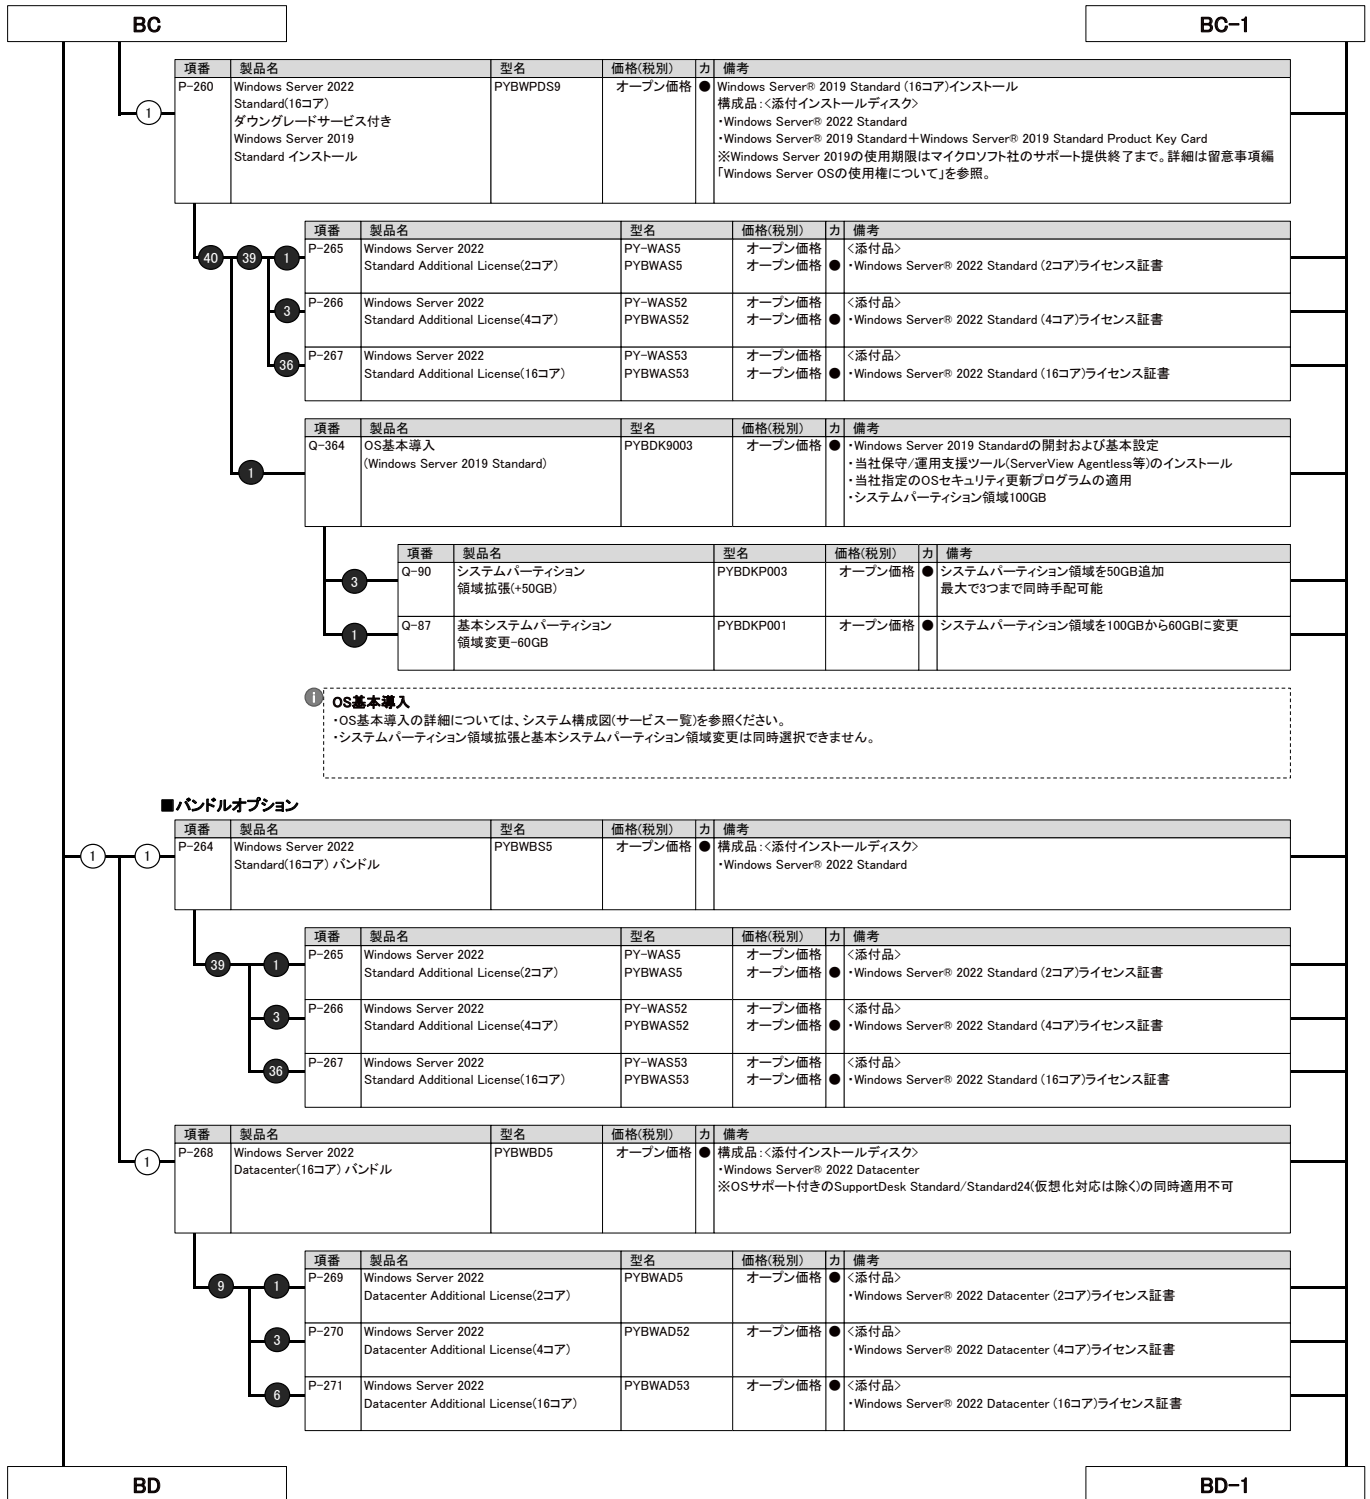 BC
BC-1
項番 製品名 型名 価格(税別) カ 備考
P-260 Windows Server 2022 PYBWPDS9 オープン価格 ● Windows Server® 2019 Standard (16コア)インストール
Standard(16コア) 構成品:<添付インストールディスク>
ダウングレードサービス付き ・Windows Server® 2022 Standard
Windows Server 2019 ・Windows Server® 2019 Standard+Windows Server® 2019 Standard Product Key Card
Standard インストール ※Windows Server 2019の使用期限はマイクロソフト社のサポート提供終了まで。詳細は留意事項編
「Windows Server OSの使用権について」を参照。
1
項番 製品名 型名 価格(税別) カ 備考
40 39 1 P-265 Windows Server 2022 PY-WAS5 オープン価格 <添付品>
Standard Additional License(2コア) PYBWAS5 オープン価格 ● ・Windows Server® 2022 Standard (2コア)ライセンス証書
3 P-266 Windows Server 2022 PY-WAS52 オープン価格 <添付品>
Standard Additional License(4コア) PYBWAS52 オープン価格 ● ・Windows Server® 2022 Standard (4コア)ライセンス証書
36 P-267 Windows Server 2022 PY-WAS53 オープン価格 <添付品>
Standard Additional License(16コア) PYBWAS53 オープン価格 ● ・Windows Server® 2022 Standard (16コア)ライセンス証書
項番 製品名 型名 価格(税別) カ 備考
Q-364 OS基本導入 PYBDK9003 オープン価格 ● ・Windows Server 2019 Standardの開封および基本設定
(Windows Server 2019 Standard) ・当社保守/運用支援ツール(ServerView Agentless等)のインストール
1 ・当社指定のOSセキュリティ更新プログラムの適用
・システムパーティション領域100GB
項番 製品名 型名 価格(税別) カ 備考
3 Q-90 システムパーティション PYBDKP003 オープン価格 ● システムパーティション領域を50GB追加
領域拡張(+50GB) 最大で3つまで同時手配可能
1 Q-87 基本システムパーティション PYBDKP001 オープン価格 ● システムパーティション領域を100GBから60GBに変更
領域変更-60GB
i OS基本導入
・OS基本導入の詳細については、システム構成図(サービス一覧)を参照ください。
・システムパーティション領域拡張と基本システムパーティション領域変更は同時選択できません。
■バンドルオプション
項番 製品名 型名 価格(税別) カ 備考
1 1 P-264 Windows Server 2022 PYBWBS5 オープン価格 ● 構成品:<添付インストールディスク>
Standard(16コア) バンドル ・Windows Server® 2022 Standard
項番 製品名 型名 価格(税別) カ 備考
39 1 P-265 Windows Server 2022 PY-WAS5 オープン価格 <添付品>
Standard Additional License(2コア) PYBWAS5 オープン価格 ● ・Windows Server® 2022 Standard (2コア)ライセンス証書
3 P-266 Windows Server 2022 PY-WAS52 オープン価格 <添付品>
Standard Additional License(4コア) PYBWAS52 オープン価格 ● ・Windows Server® 2022 Standard (4コア)ライセンス証書
36 P-267 Windows Server 2022 PY-WAS53 オープン価格 <添付品>
Standard Additional License(16コア) PYBWAS53 オープン価格 ● ・Windows Server® 2022 Standard (16コア)ライセンス証書
項番 製品名 型名 価格(税別) カ 備考
1 P-268 Windows Server 2022 PYBWBD5 オープン価格 ● 構成品:<添付インストールディスク>
Datacenter(16コア) バンドル ・Windows Server® 2022 Datacenter
※OSサポート付きのSupportDesk Standard/Standard24(仮想化対応は除く)の同時適用不可
項番 製品名 型名 価格(税別) カ 備考
9 1 P-269 Windows Server 2022 PYBWAD5 オープン価格 ● <添付品>
Datacenter Additional License(2コア) ・Windows Server® 2022 Datacenter (2コア)ライセンス証書
3 P-270 Windows Server 2022 PYBWAD52 オープン価格 ● <添付品>
Datacenter Additional License(4コア) ・Windows Server® 2022 Datacenter (4コア)ライセンス証書
6 P-271 Windows Server 2022 PYBWAD53 オープン価格 ● <添付品>
Datacenter Additional License(16コア) ・Windows Server® 2022 Datacenter (16コア)ライセンス証書
BD
BD-1